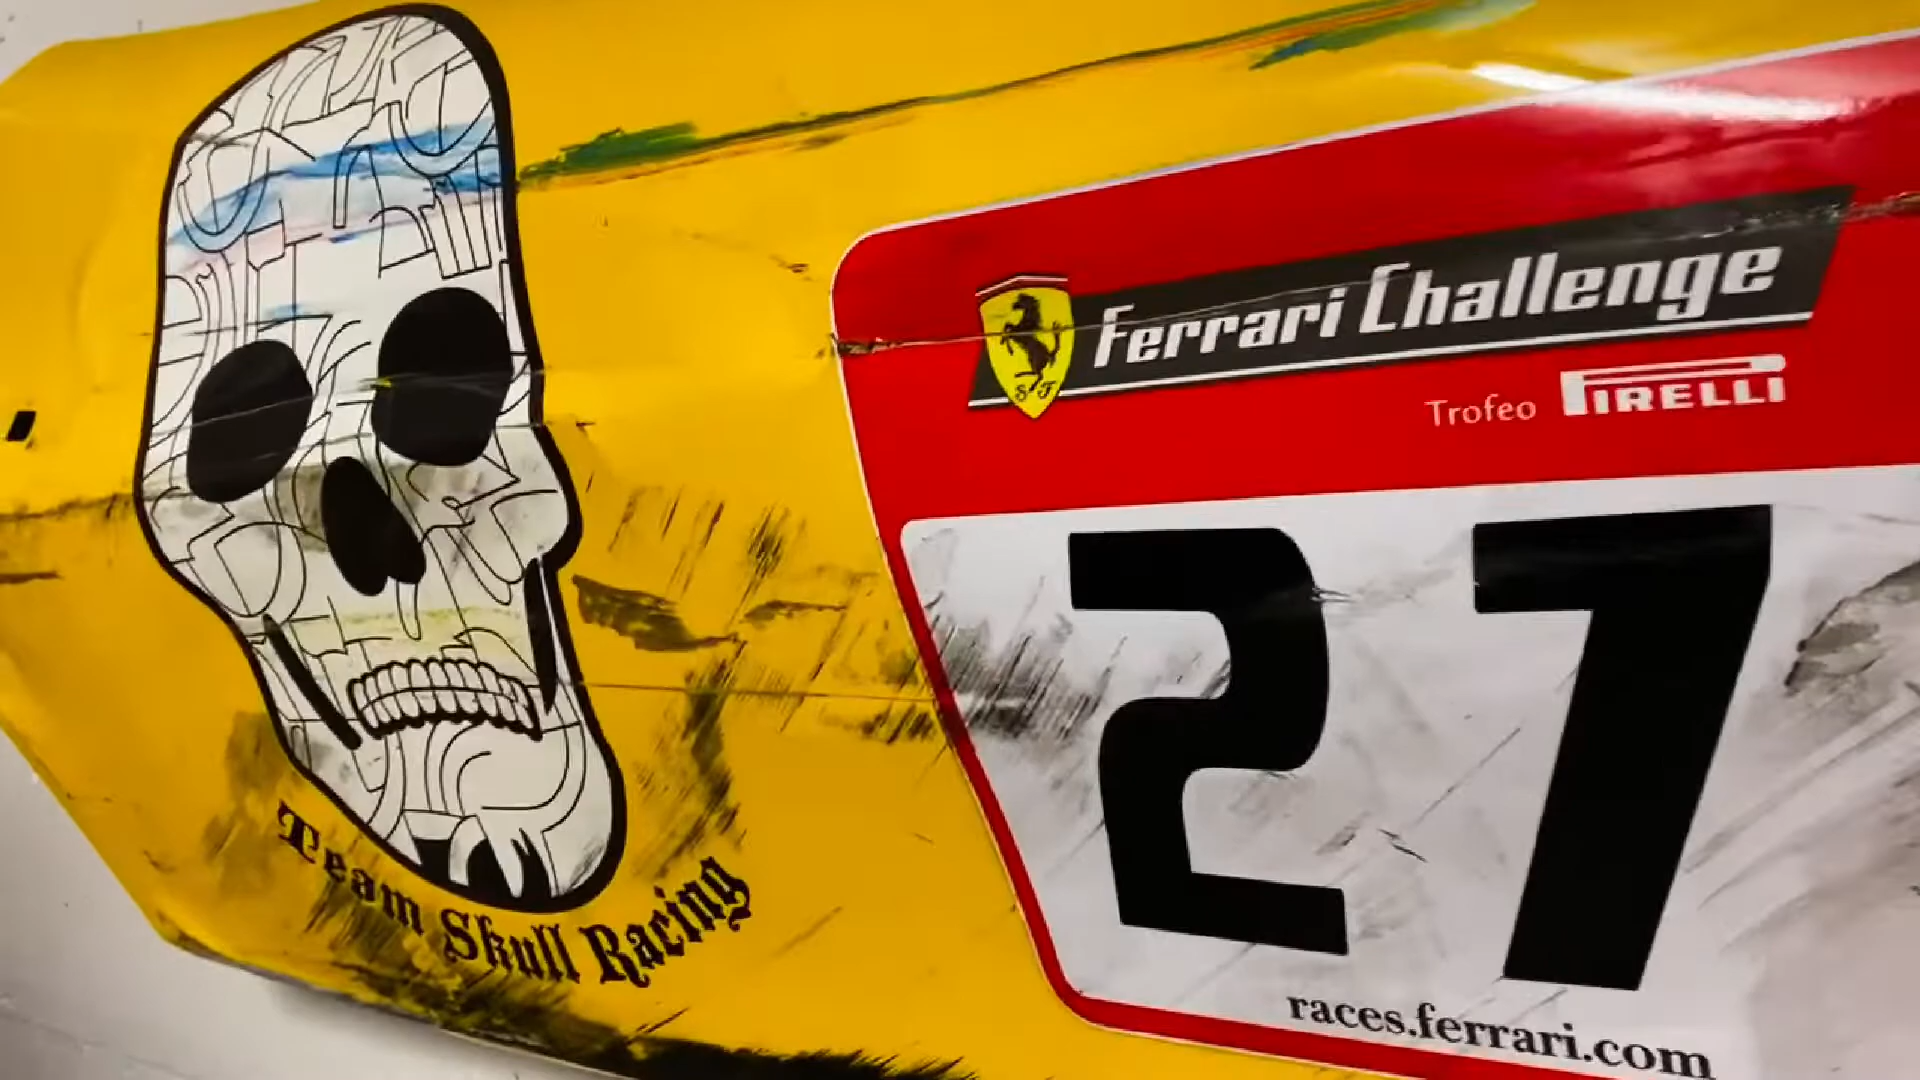 Ferrari Challenge
S F
Trofeo PIRELLI
27
races.ferrari.com
Team Skull Racing